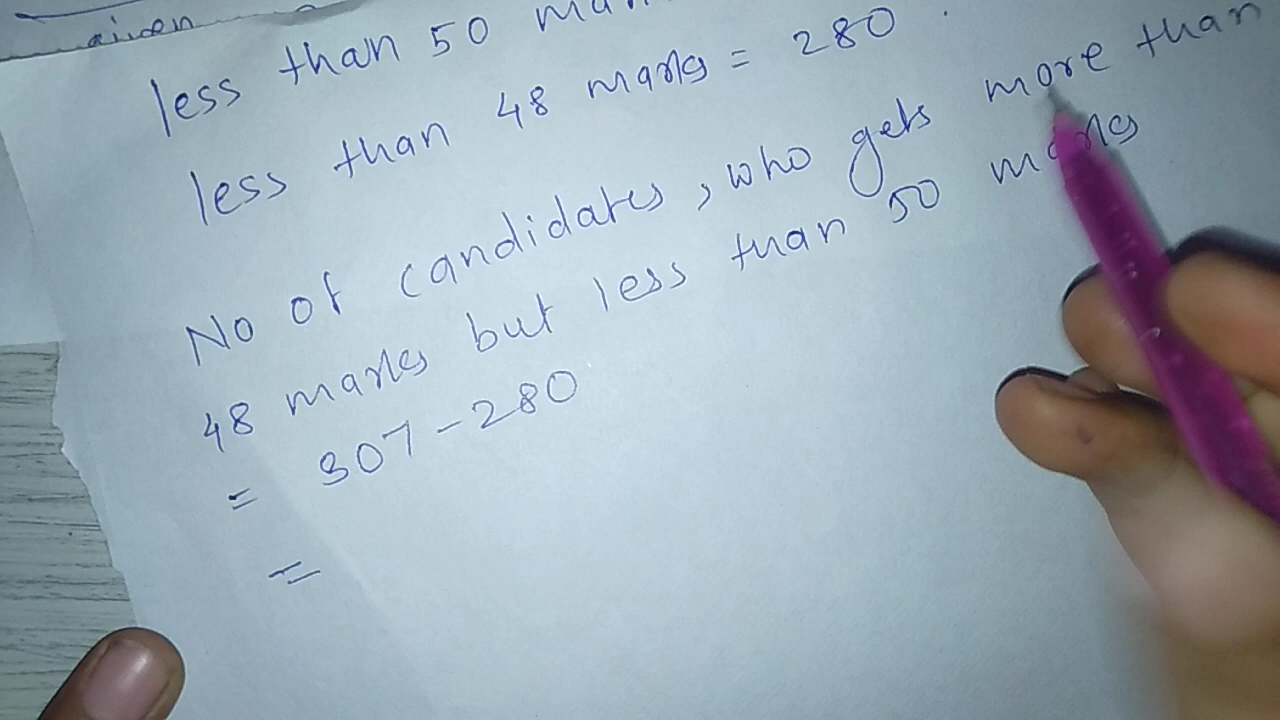 given
less than 50
less than 48 marks = 280.
No of candidates, who gets more than
48 marks but less than 50 marks
= 307-280
=